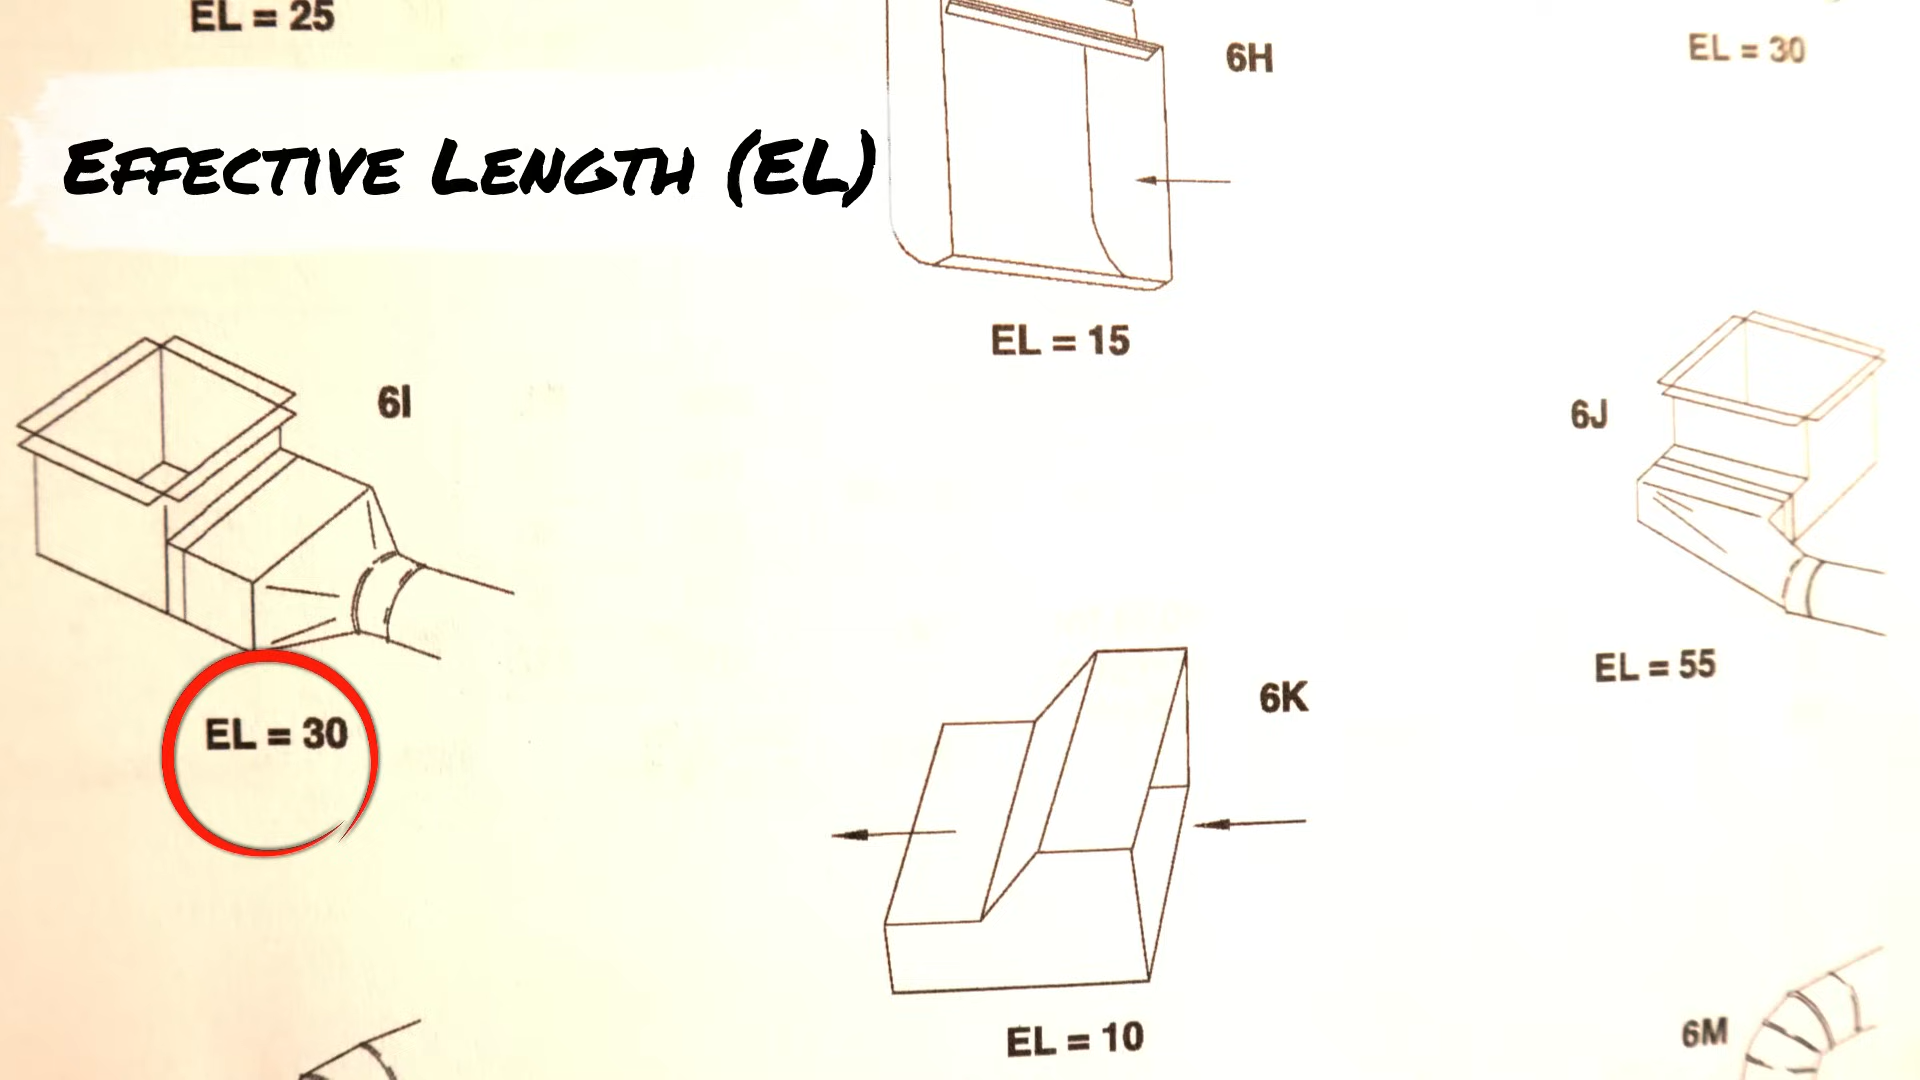 EL = 25
6H
EL = 30
EFFECTIVE LENGTH (EL)
EL = 15
6I
6J
EL = 55
6K
EL = 30
EL = 10
6M